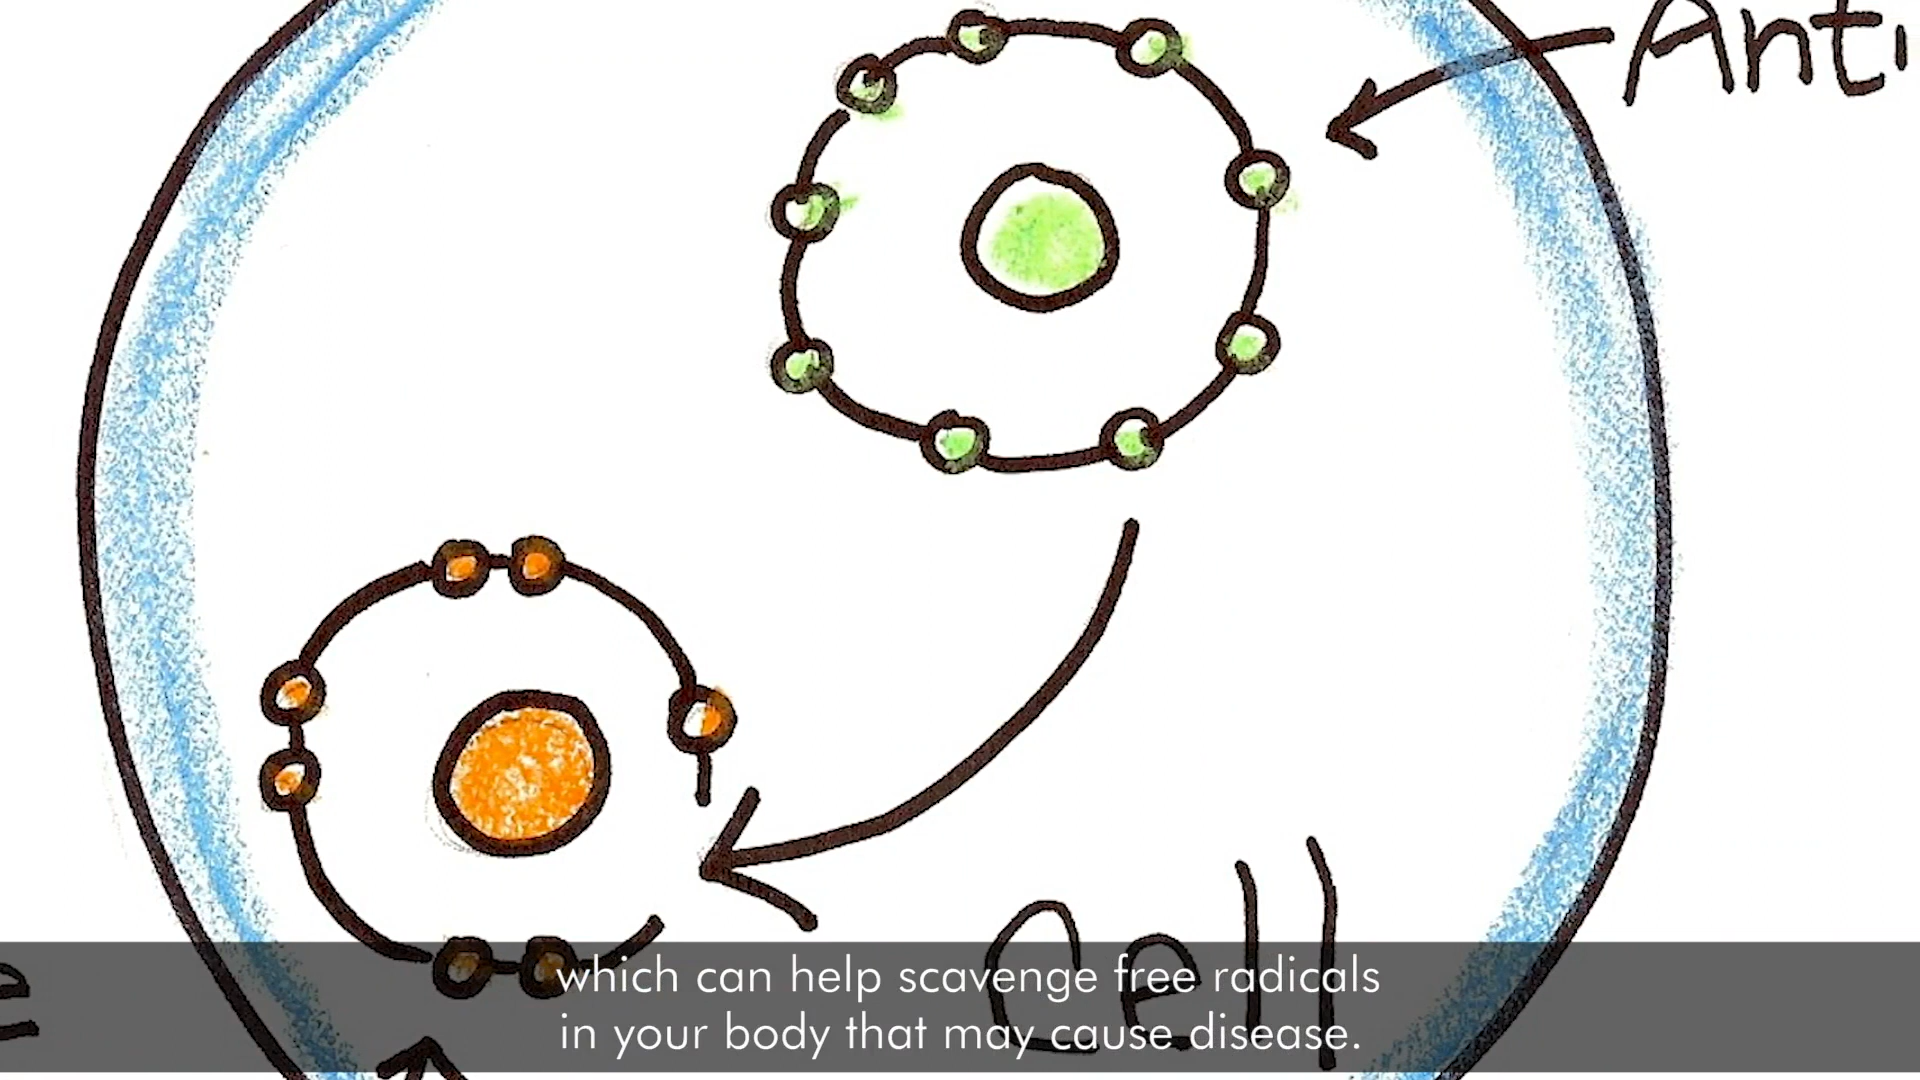 Anti
Cell
e
which can help scavenge free radicals
in your body that may cause disease.